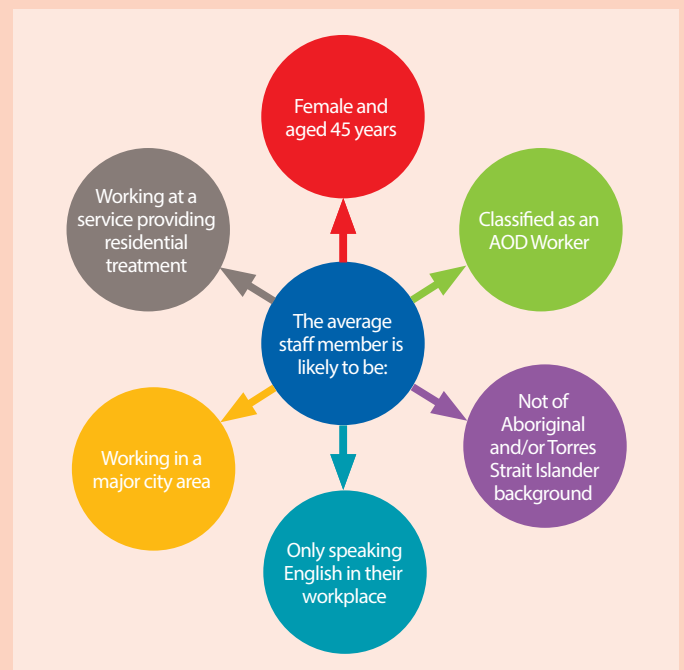 Female and
aged 45 years
Working at a
service providing
residential
treatment
Classified as an
AOD Worker
The average
staff member is
likely to be:
Working in a
major city area
Not of
Aboriginal
and/or Torres
Strait Islander
background
Only speaking
English in their
workplace